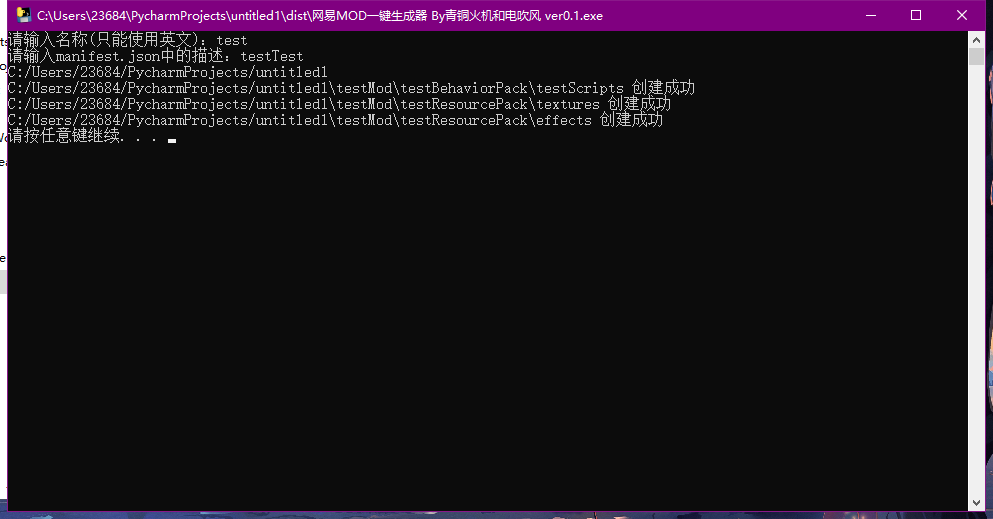 C:\Users\23684\PycharmProjects\untitled1\dist\网易MOD一键生成器 By青铜火机和电吹风 ver0.1.exe
请输入名称(只能使用英文): test
请输入manifest.json中的描述: testTest
C:/Users/23684/PycharmProjects/untitled1
C:/Users/23684/PycharmProjects/untitled1\testMod\testBehaviorPack\testScripts 创建成功
C:/Users/23684/PycharmProjects/untitled1\testMod\testResourcePack\textures 创建成功
C:/Users/23684/PycharmProjects/untitled1\testMod\testResourcePack\effects 创建成功
请按任意键继续. . .